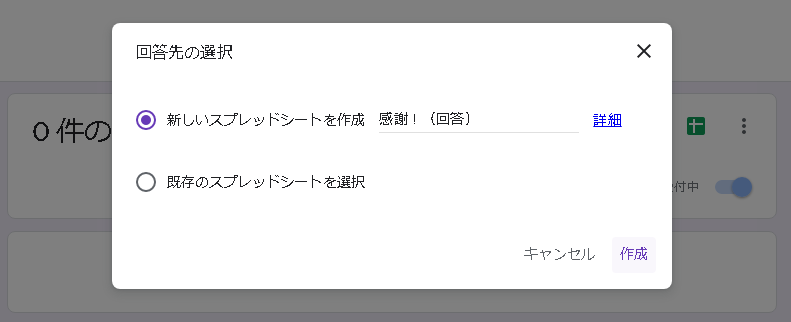 回答先の選択
新しいスプレッドシートを作成 感謝！（回答） 詳細
既存のスプレッドシートを選択
キャンセル 作成
0 件の
付中